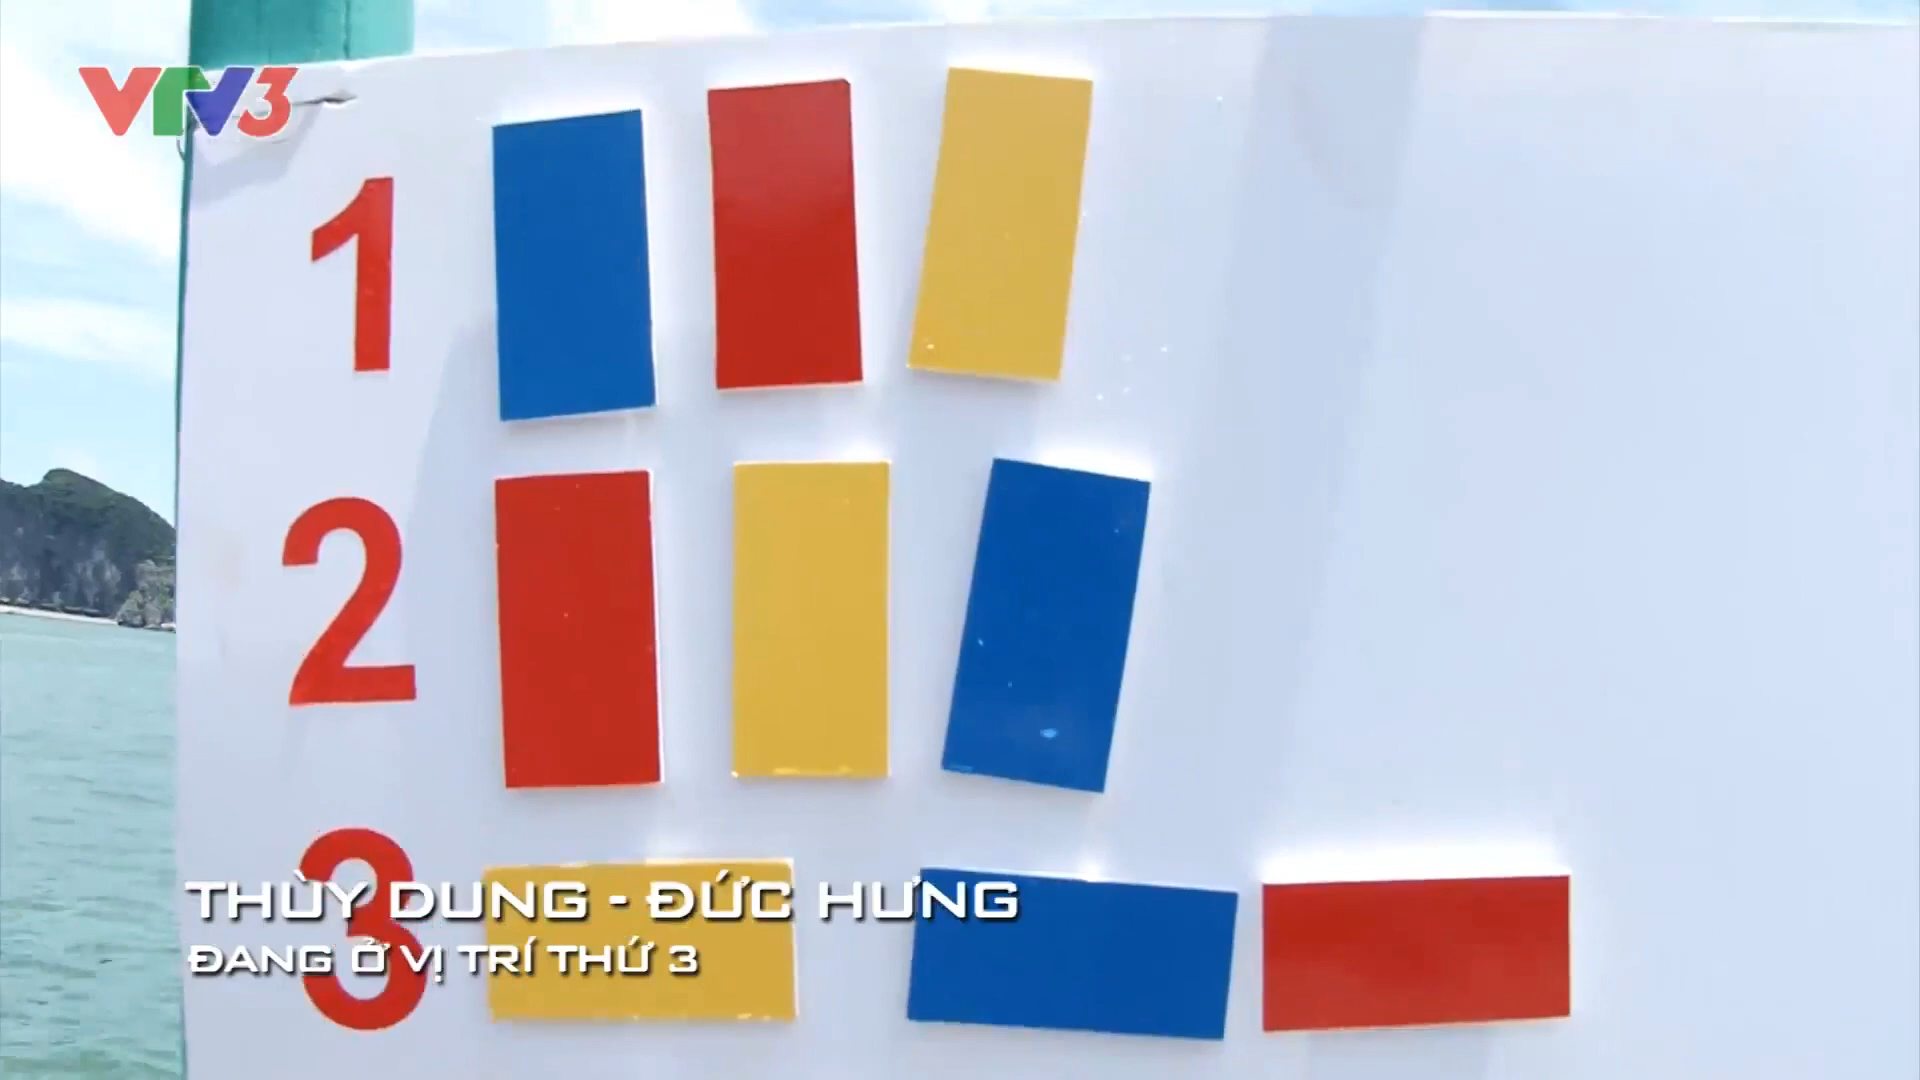 VTV3
1
2
3
THÙY DUNG - ĐỨC HƯNG
ĐANG Ở VỊ TRÍ THỨ 3